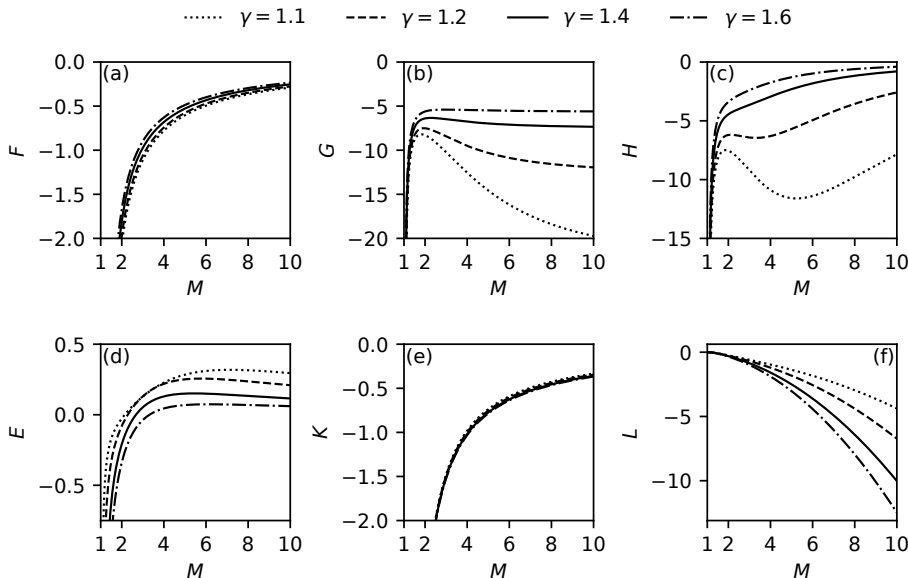 γ = 1.1 γ = 1.2 γ = 1.4 γ = 1.6
(a) (b) (c)
0.0 −0.5 −1.0 −1.5 −2.0
F
1 2 4 6 8 10
M
0 −5 −10 −15 −20
G
1 2 4 6 8 10
M
0 −5 −10 −15
H
1 2 4 6 8 10
M
(d) (e) (f)
0.5 0.0 −0.5
E
1 2 4 6 8 10
M
0.0 −0.5 −1.0 −1.5 −2.0
K
1 2 4 6 8 10
M
0 −5 −10
L
1 2 4 6 8 10
M